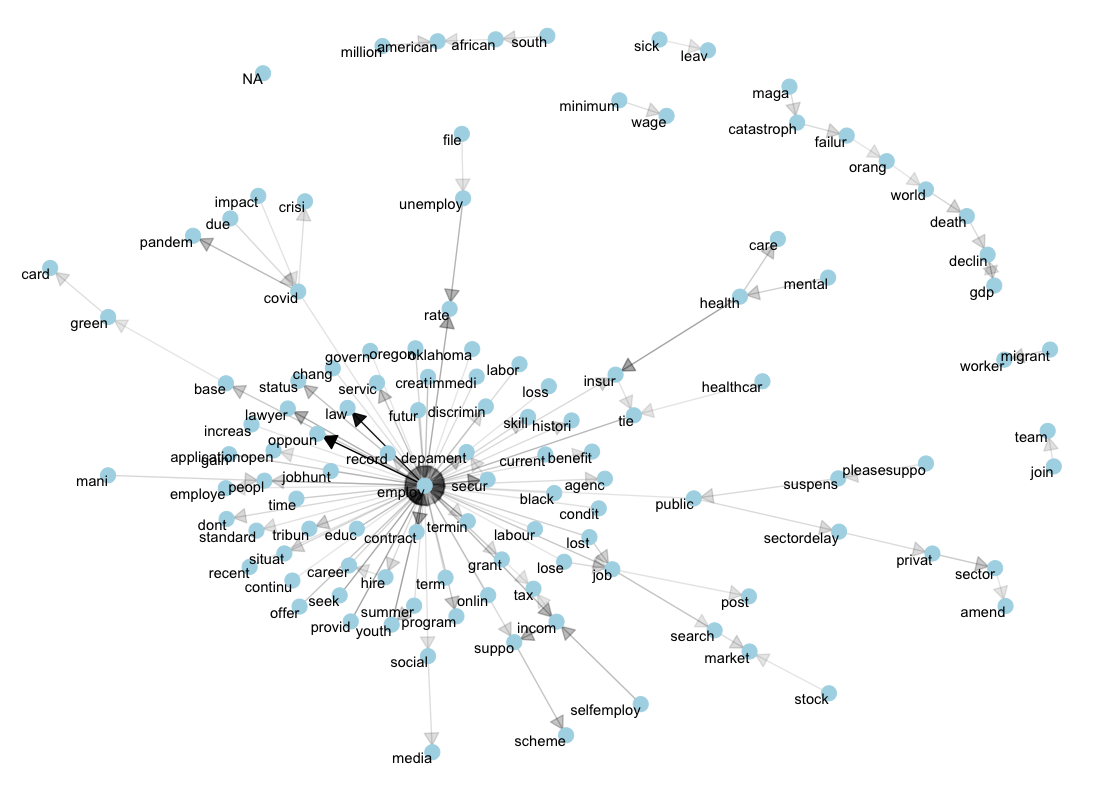 million
american
african
south
sick
leav
NA
minimum
wage
maga
catastroph
failur
orang
world
death
declin
gdp
file
unemploy
rate
impact
crisi
due
pandem
covid
card
green
care
mental
health
insur
healthcar
tie
migrant
worker
team
join
govern
oregon
oklahoma
chang
status
servic
creat
immedi
labor
loss
base
lawyer
law
futur
discrimin
skill
histori
increas
oppoun
record
depament
current
benefit
application
open
gain
mani
employe
peopl
jobhunt
employ
secur
agenc
time
black
condit
public
suspens
pleasesuppo
dont
standard
tribun
educ
contract
termin
labour
lost
sectordelay
privat
sector
amend
situat
recent
continu
career
hire
term
grant
lose
job
tax
post
offer
seek
summer
onlin
provid
youth
program
suppo
incom
search
market
stock
social
selfemploy
scheme
media